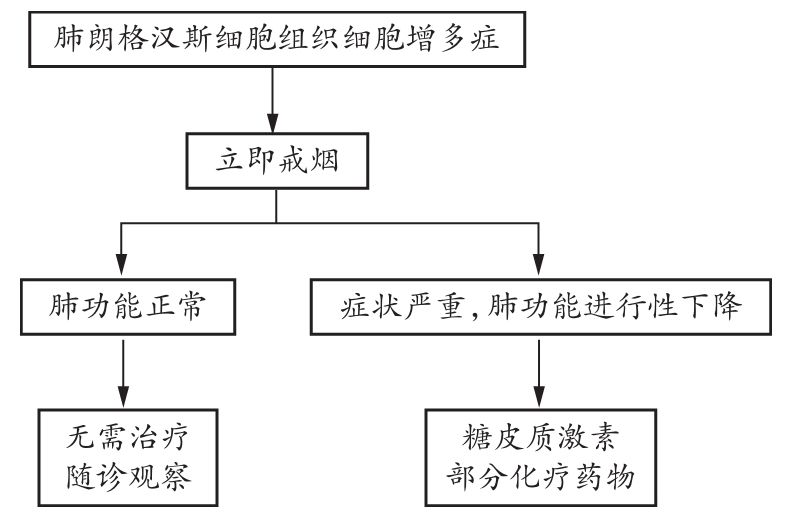 肺朗格汉斯细胞组织细胞增多症
立即戒烟
肺功能正常
症状严重,肺功能进行性下降
无需治疗
随诊观察
糖皮质激素
部分化疗药物